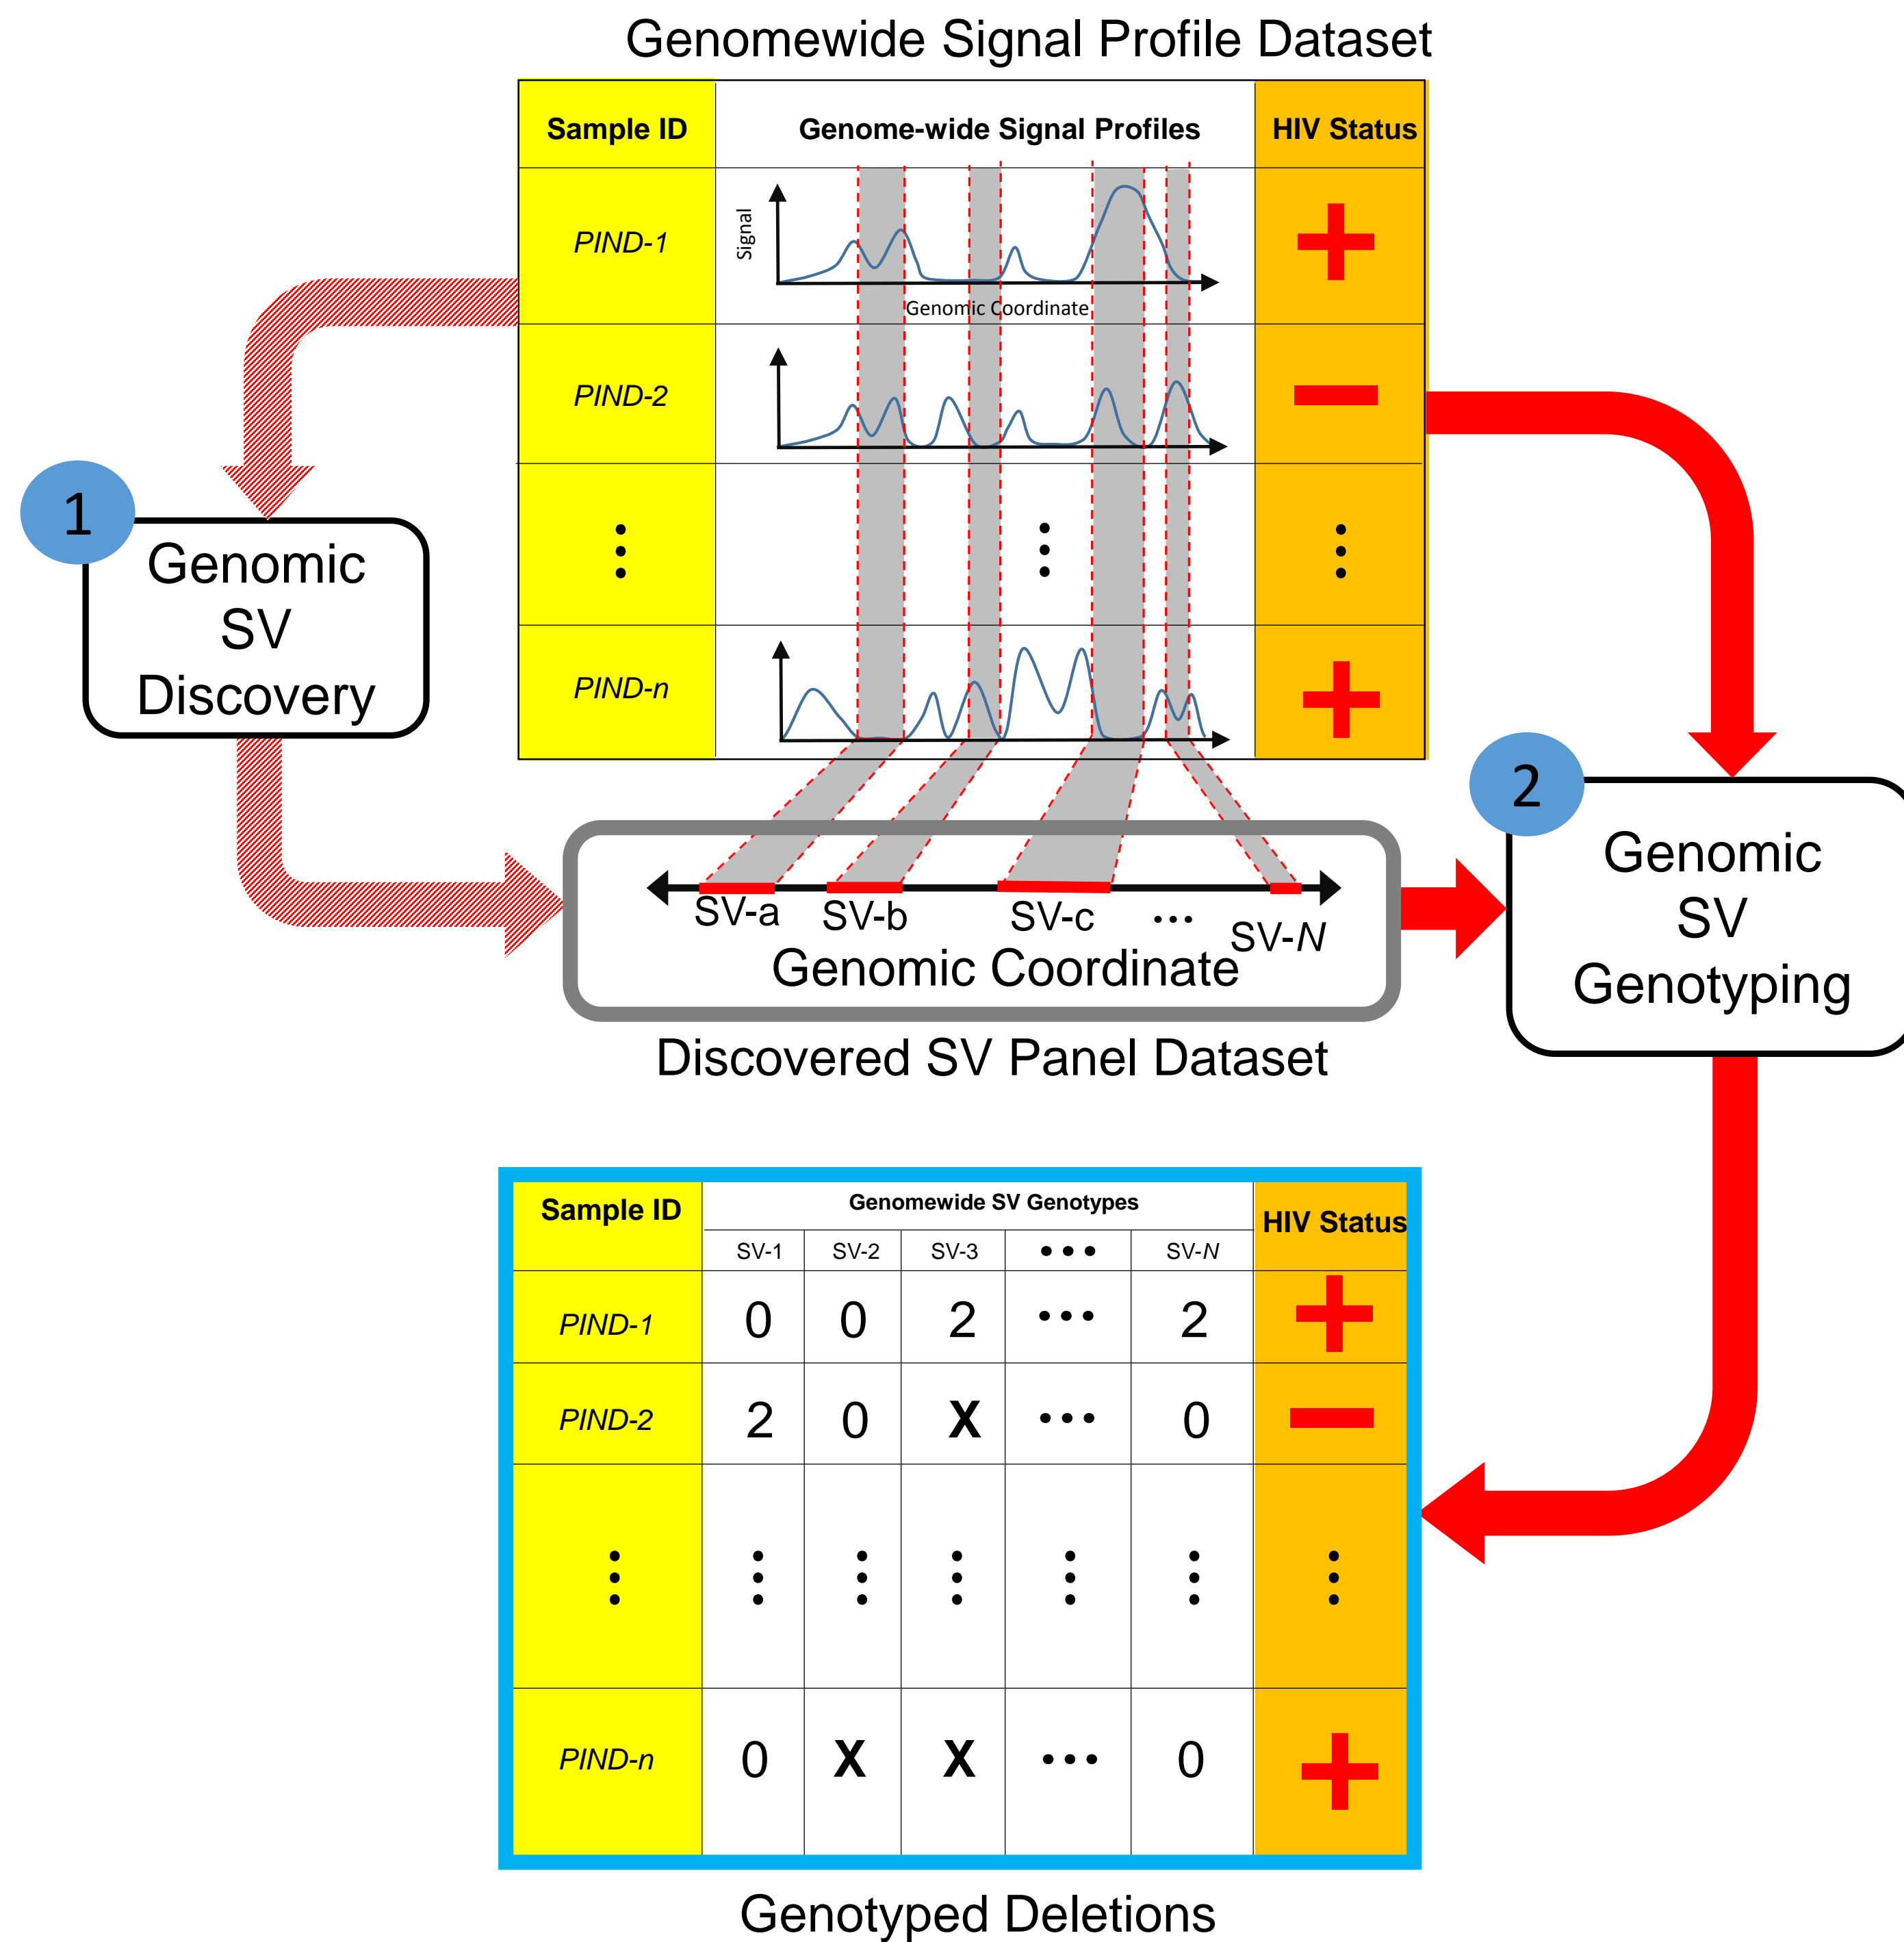 Genomewide Signal Profile Dataset
Sample ID Genome-wide Signal Profiles HIV Status
PIND-1 Signal +
Genomic Coordinate
PIND-2 −
PIND-n +
1
Genomic
SV
Discovery
SV-a SV-b SV-c ... SV-N
Genomic Coordinate
Discovered SV Panel Dataset
2
Genomic
SV
Genotyping
Sample ID Genomewide SV Genotypes HIV Status
SV-1 SV-2 SV-3 ... SV-N
PIND-1 0 0 2 ... 2 +
PIND-2 2 0 X ... 0 −
PIND-n 0 X X ... 0 +
Genotyped Deletions